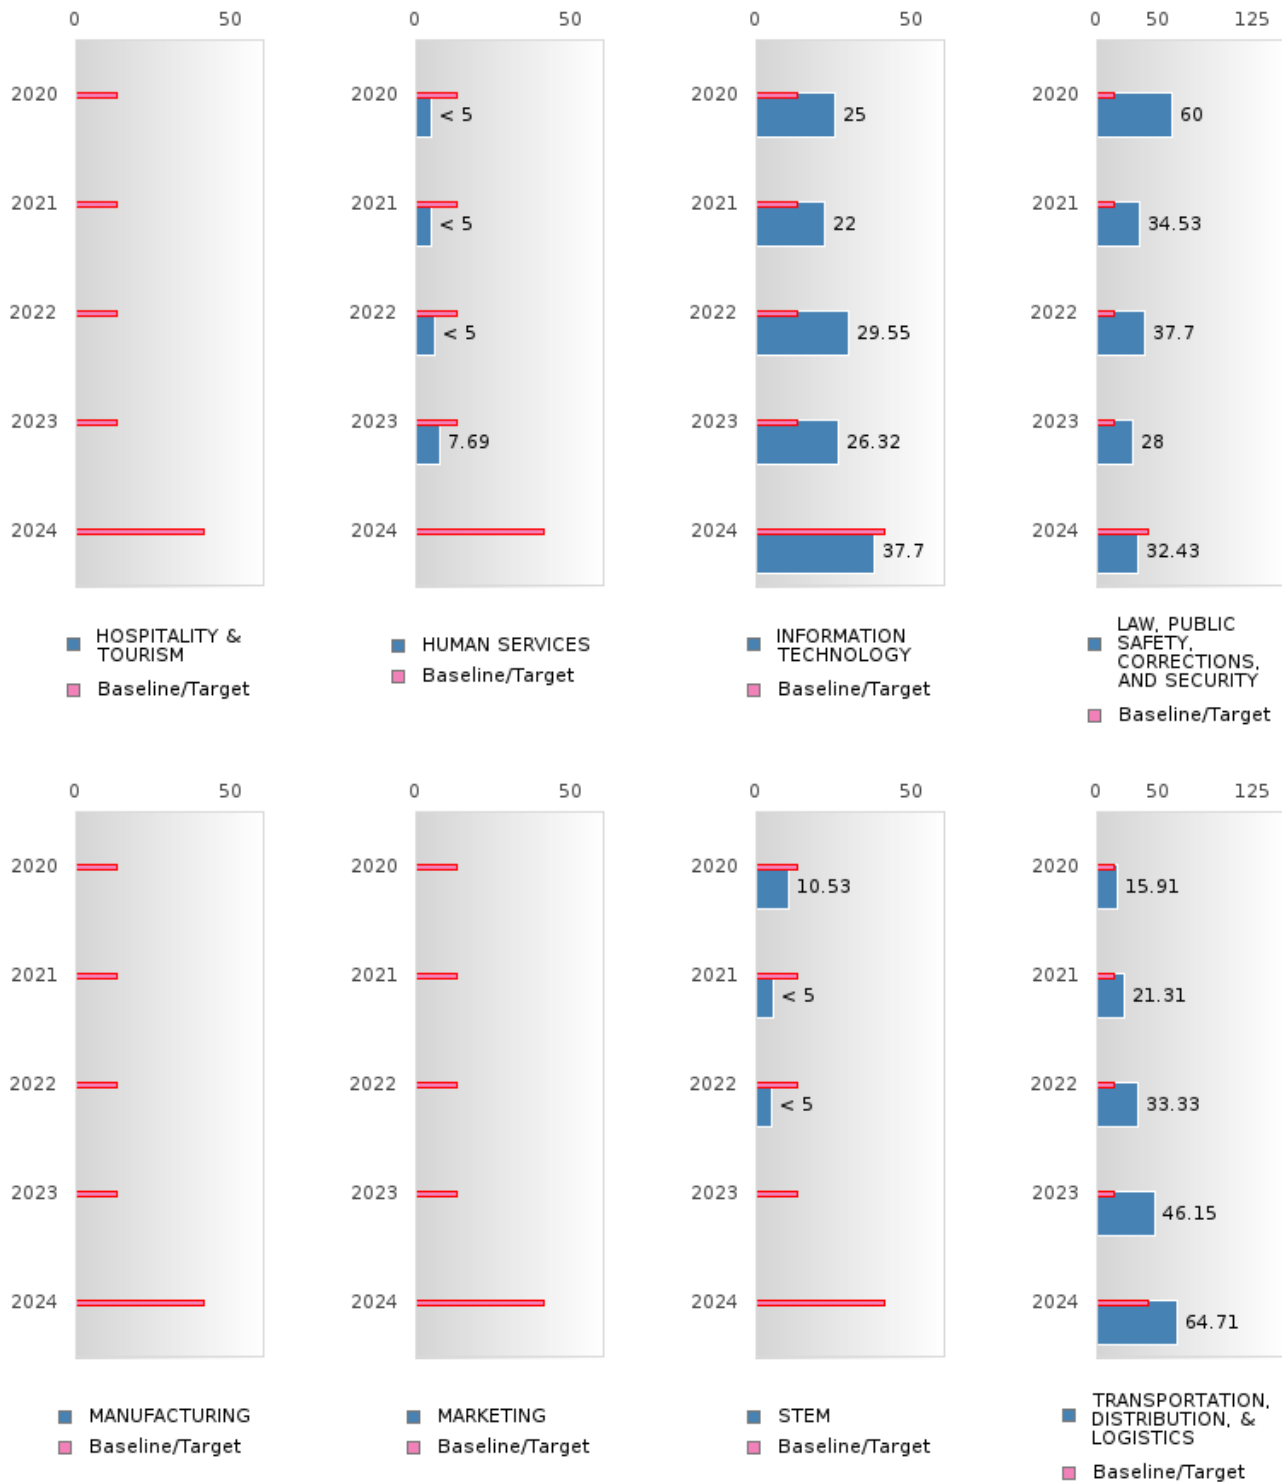 0 50
2020
2021
2022
2023
2024
HOSPITALITY &
TOURISM
Baseline/Target
0 50
2020
< 5
2021
< 5
2022
< 5
2023
7.69
2024
HUMAN SERVICES
Baseline/Target
0 50
2020
25
2021
22
2022
29.55
2023
26.32
2024
37.7
INFORMATION
TECHNOLOGY
Baseline/Target
0 50 125
2020
60
2021
34.53
2022
37.7
2023
28
2024
32.43
LAW, PUBLIC
SAFETY,
CORRECTIONS,
AND SECURITY
Baseline/Target
0 50
2020
2021
2022
2023
2024
MANUFACTURING
Baseline/Target
0 50
2020
2021
2022
2023
2024
MARKETING
Baseline/Target
0 50
2020
10.53
2021
< 5
2022
< 5
2023
2024
STEM
Baseline/Target
0 50 125
2020
15.91
2021
21.31
2022
33.33
2023
46.15
2024
64.71
TRANSPORTATION,
DISTRIBUTION, &
LOGISTICS
Baseline/Target